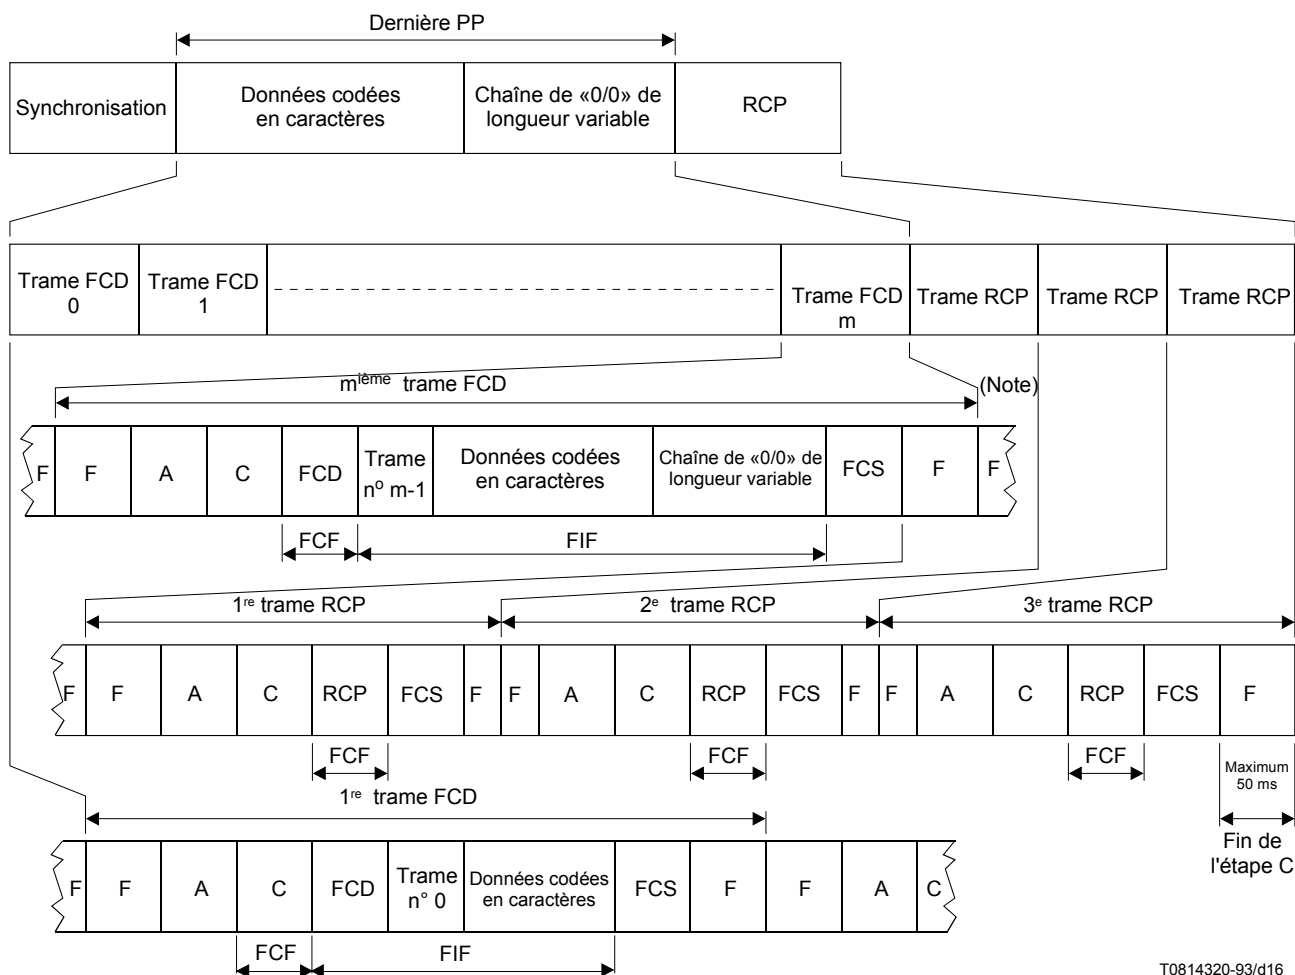 Dernière PP
Synchronisation
Données codées
en caractères
Chaîne de «0/0» de
longueur variable
RCP
Trame FCD
0
Trame FCD
1
Trame FCD
m
Trame RCP
Trame RCP
Trame RCP
mième trame FCD
(Note)
F
F
A
C
FCD
Trame
no m-1
Données codées
en caractères
Chaîne de «0/0» de
longueur variable
FCS
F
F
FCF
FIF
1re trame RCP
2e trame RCP
3e trame RCP
F
F
A
C
RCP
FCS
F
F
A
C
RCP
FCS
F
F
A
C
RCP
FCS
F
FCF
FCF
FCF
Maximum
50 ms
Fin de
l'étape C
1re trame FCD
F
F
A
C
FCD
Trame
n° 0
Données codées
en caractères
FCS
F
F
A
C
FCF
FIF
T0814320-93/d16